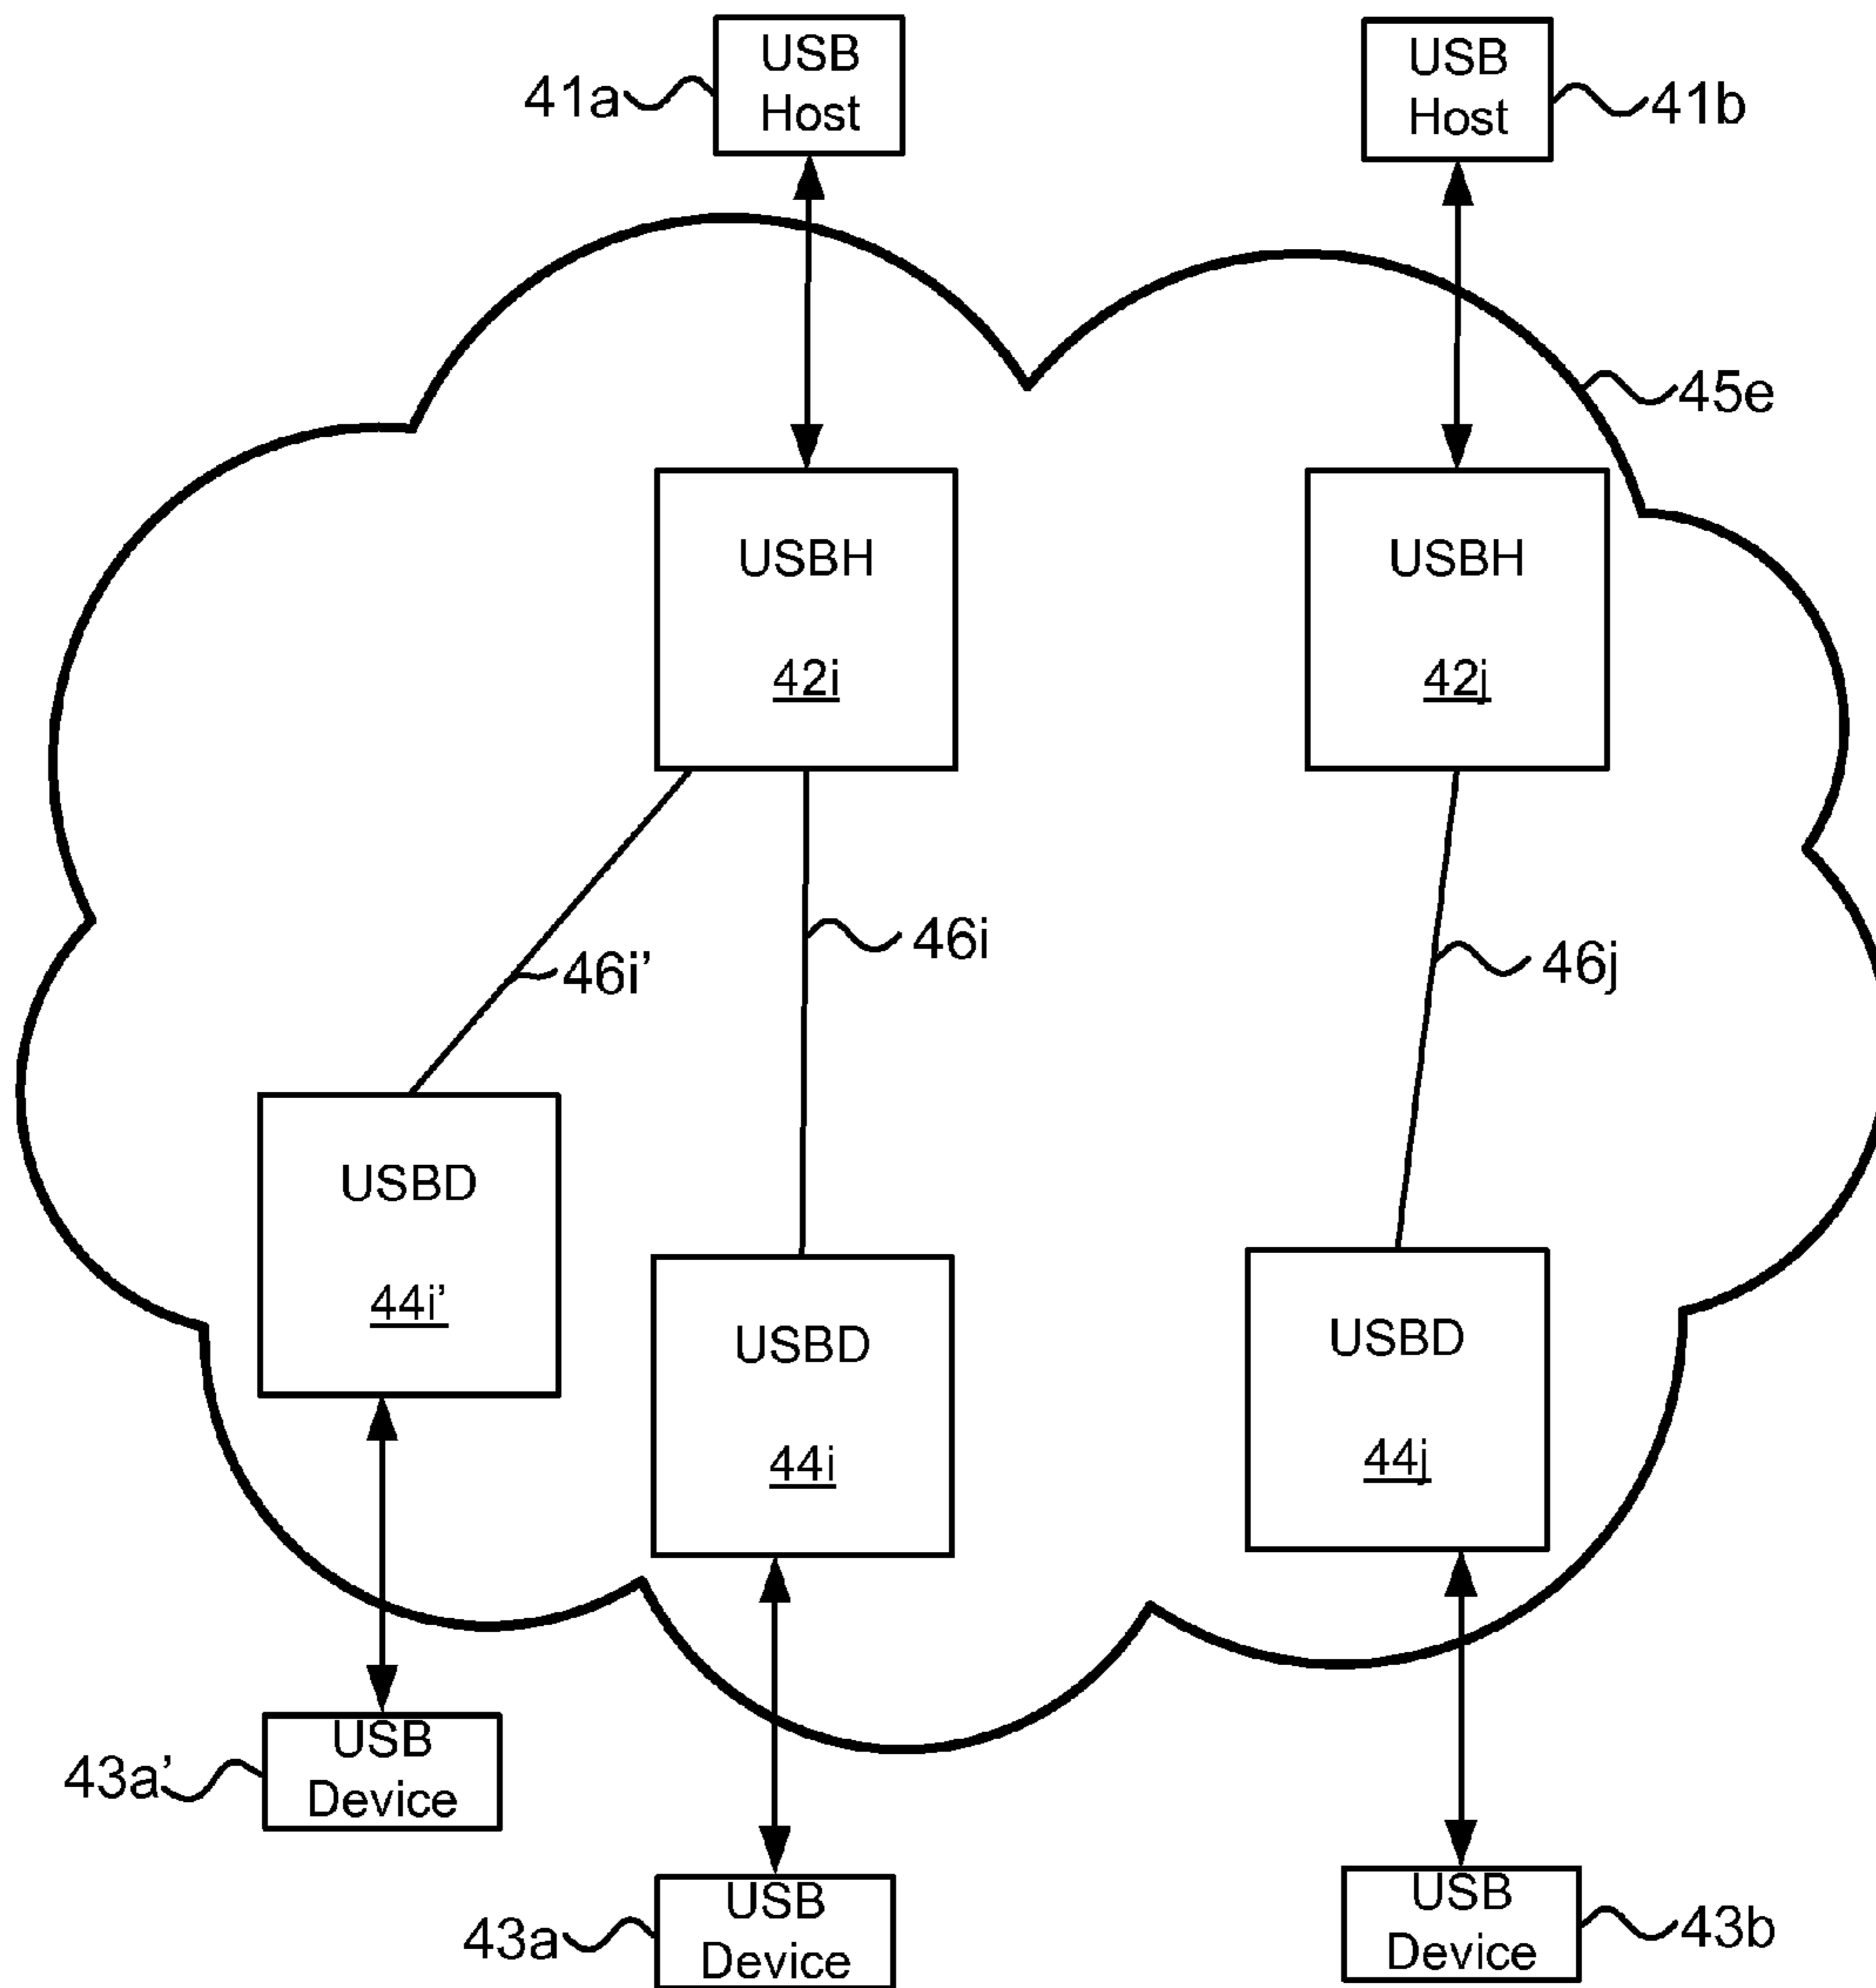 USB
Host
41a
USB
Host
41b
45e
USBH
42i
USBH
42j
46i
46i’
46j
USBD
44i’
USBD
44i
USBD
44j
USB
Device
43a’
USB
Device
43a
USB
Device
43b